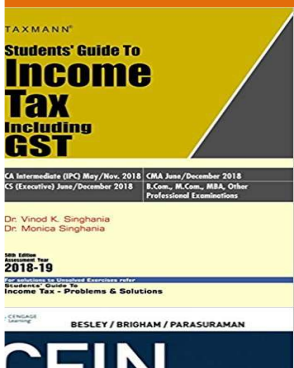 TAXMANN®
Students' Guide To
Income
Tax
Including
GST
CA Intermediate (IPC) May/Nov. 2018
CS (Executive) June/December 2018
CMA June/December 2018
B.Com., M.Com., MBA, Other
Professional Examinations
Dr. Vinod K. Singhania
Dr. Monica Singhania
58th Edition
Assessment Year
2018-19
For solutions to Unsolved Exercises refer
Students' Guide To
Income Tax - Problems & Solutions
CENGAGE
Learning
BESLEY / BRIGHAM / PARASURAMAN
CFIN